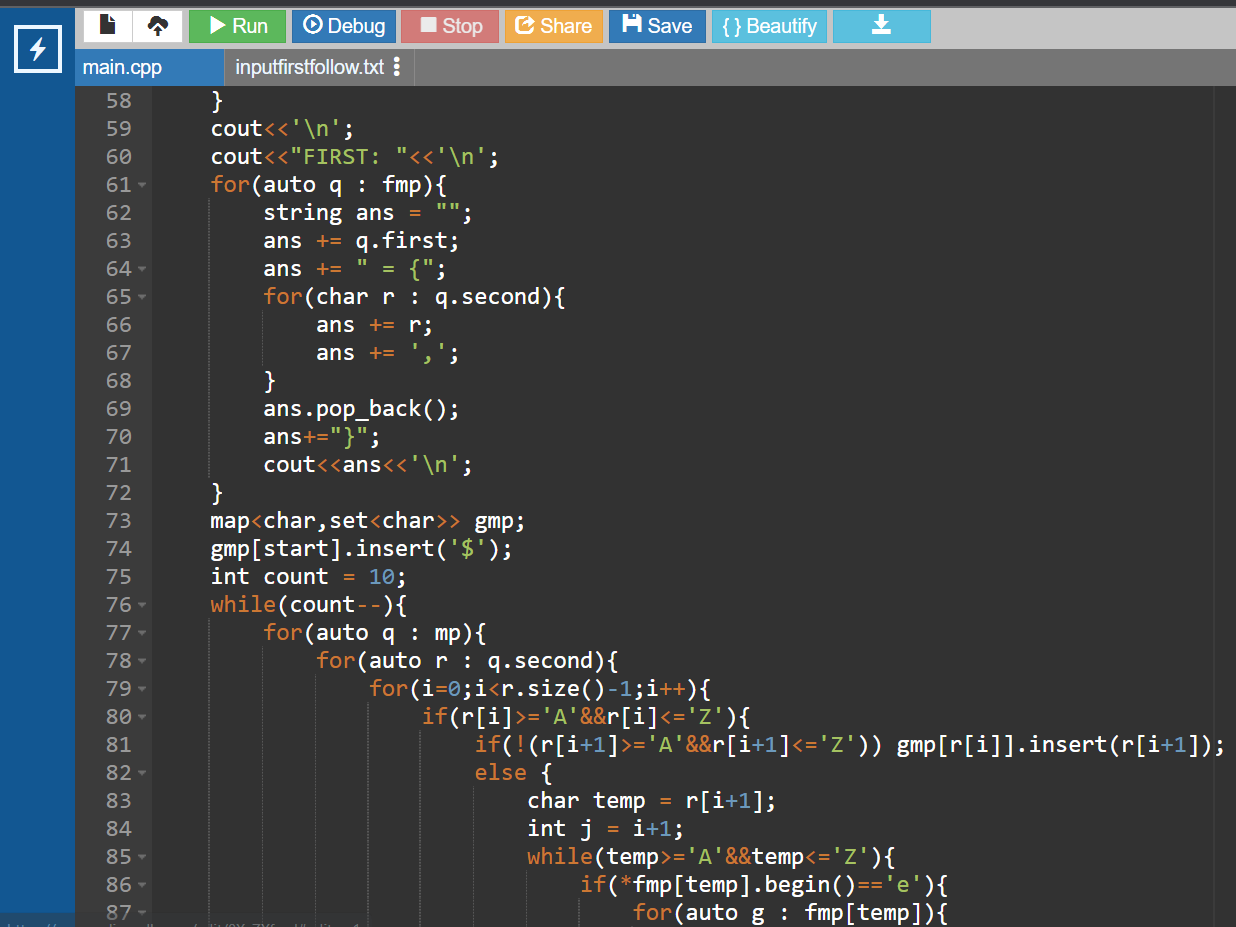 Run Debug Stop Share Save { } Beautify
main.cpp inputfirstfollow.txt
58 }
59 cout<<'\n';
60 cout<<"FIRST: "<<'\n';
61 for(auto q : fmp){
62 string ans = "";
63 ans += q.first;
64 ans += " = {";
65 for(char r : q.second){
66 ans += r;
67 ans += ',';
68 }
69 ans.pop_back();
70 ans+="}";
71 cout<<ans<<'\n';
72 }
73 map<char,set<char>> gmp;
74 gmp[start].insert('$');
75 int count = 10;
76 while(count--){
77 for(auto q : mp){
78 for(auto r : q.second){
79 for(i=0;i<r.size()-1;i++){
80 if(r[i]>='A'&&r[i]<='Z'){
81 if(!(r[i+1]>='A'&&r[i+1]<='Z')) gmp[r[i]].insert(r[i+1]);
82 else {
83 char temp = r[i+1];
84 int j = i+1;
85 while(temp>='A'&&temp<='Z'){
86 if(*fmp[temp].begin()=='e'){
87 for(auto g : fmp[temp]){